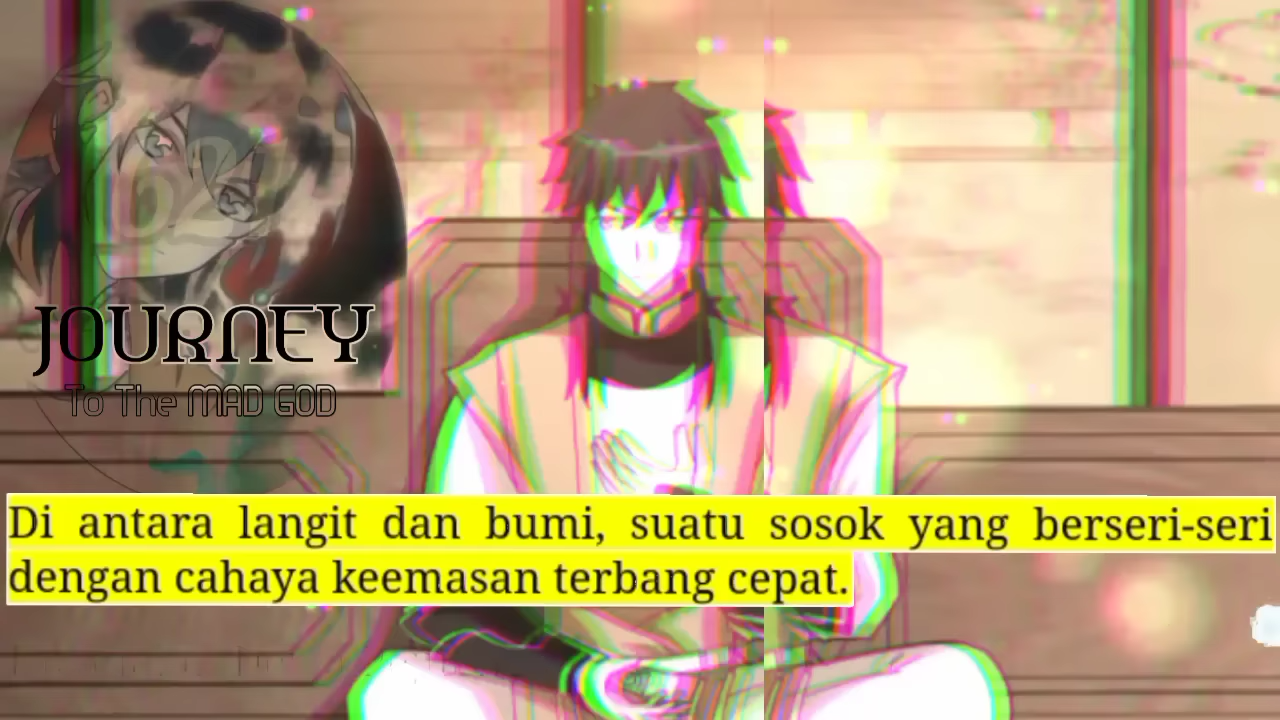 JOURNEY
To The MAD GOD
Di antara langit dan bumi, suatu sosok yang berseri-seri
dengan cahaya keemasan terbang cepat.